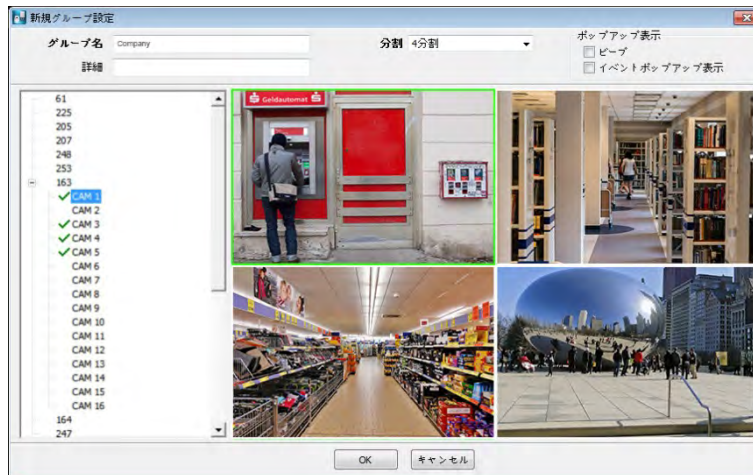 新規グループ設定
グループ名 Company 分割 4分割 ポップアップ表示
ビープ
詳細 イベントポップアップ表示
61
225
205
207
248
253
163
CAM 1
CAM 2
CAM 3
CAM 4
CAM 5
CAM 6
CAM 7
CAM 8
CAM 9
CAM 10
CAM 11
CAM 12
CAM 13
CAM 14
CAM 15
CAM 16
164
247
Geldautomat
OK キャンセル